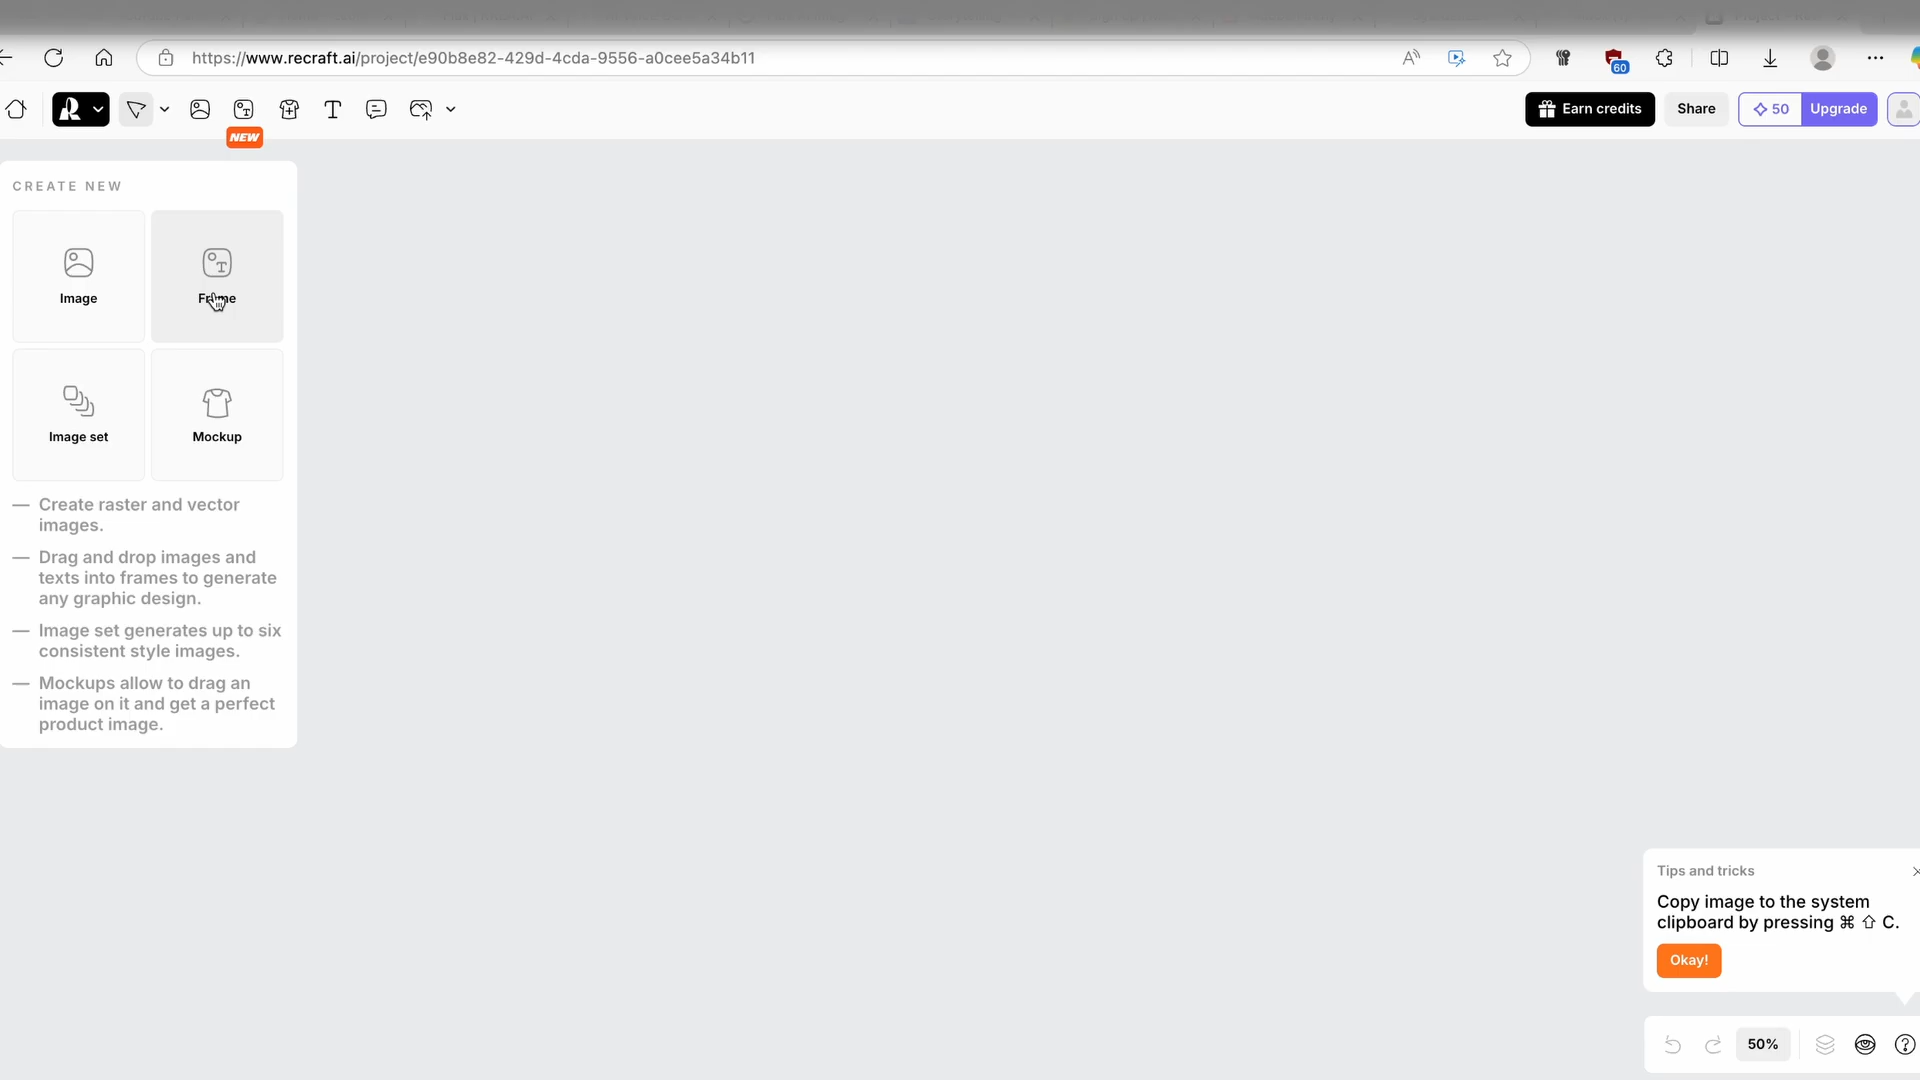 https://www.recraft.ai/project/e90b8e82-429d-4cda-9556-a0cee5a34b11
60
NEW
Earn credits
Share
50
Upgrade
CREATE NEW
Image
Frame
Image set
Mockup
— Create raster and vector
images.
— Drag and drop images and
texts into frames to generate
any graphic design.
— Image set generates up to six
consistent style images.
— Mockups allow to drag an
image on it and get a perfect
product image.
Tips and tricks
Copy image to the system
clipboard by pressing ⌘ ⇧ C.
Okay!
50%